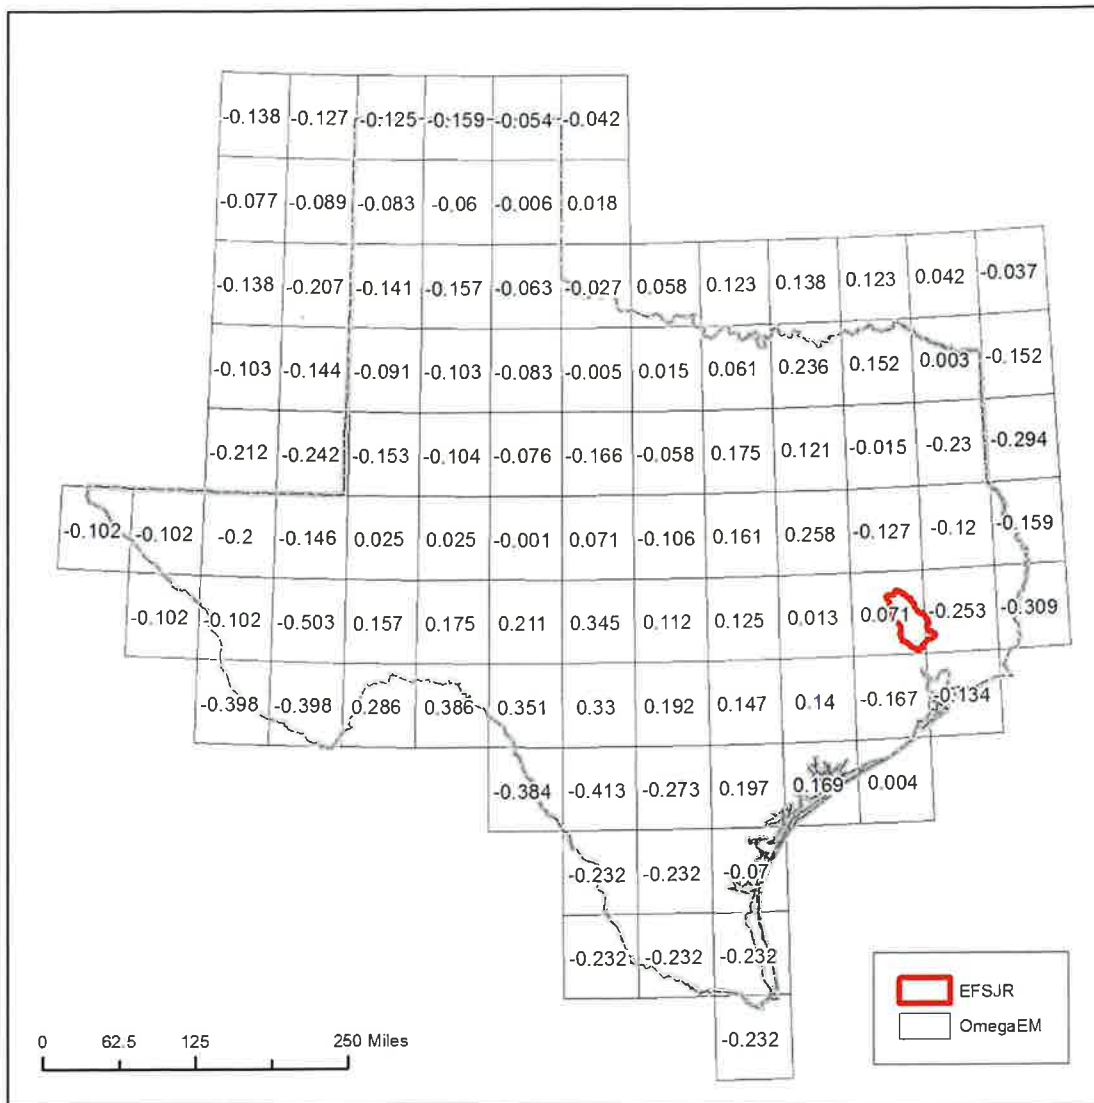 -0.138 -0.127 -0.125 -0.159 -0.054 -0.042
-0.077 -0.089 -0.083 -0.06 -0.006 0.018
-0.138 -0.207 -0.141 -0.157 -0.063 -0.027 0.058 0.123 0.138 0.123 0.042 -0.037
-0.103 -0.144 -0.091 -0.103 -0.083 -0.005 0.015 0.061 0.236 0.152 0.003 -0.152
-0.212 -0.242 -0.153 -0.104 -0.076 -0.166 -0.058 0.175 0.121 -0.015 -0.23 -0.294
-0.102 -0.102 -0.2 -0.146 0.025 0.025 -0.001 0.071 -0.106 0.161 0.258 -0.127 -0.12 -0.159
-0.102 -0.102 -0.503 0.157 0.175 0.211 0.345 0.112 0.125 0.013 0.071 -0.253 -0.309
-0.398 -0.398 0.286 0.386 0.351 0.33 0.192 0.147 0.14 -0.167 -0.134
-0.384 -0.413 -0.273 0.197 0.169 0.004
-0.232 -0.232 -0.07
-0.232 -0.232 -0.232
-0.232
EFSJR
OmegaEM
0 62.5 125 250 Miles